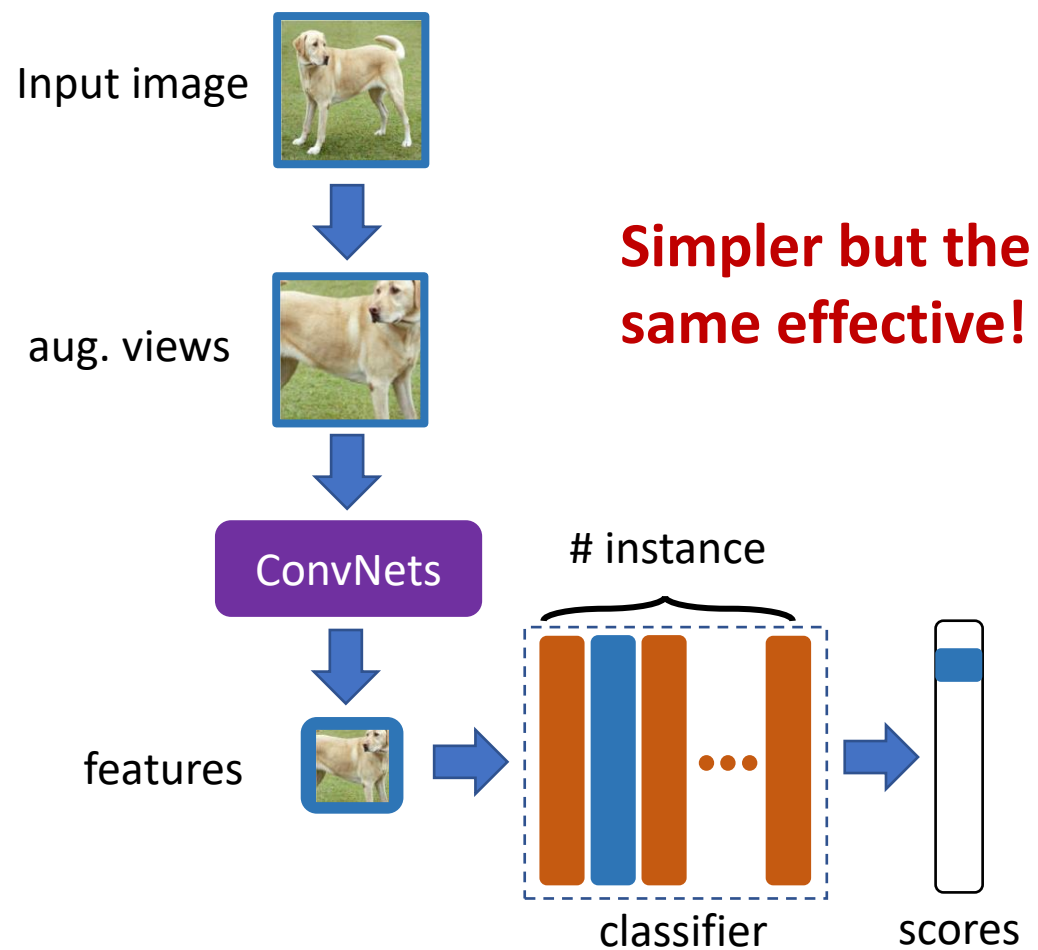 Input image
Simpler but the
same effective!
aug. views
ConvNets
# instance
features
classifier
scores